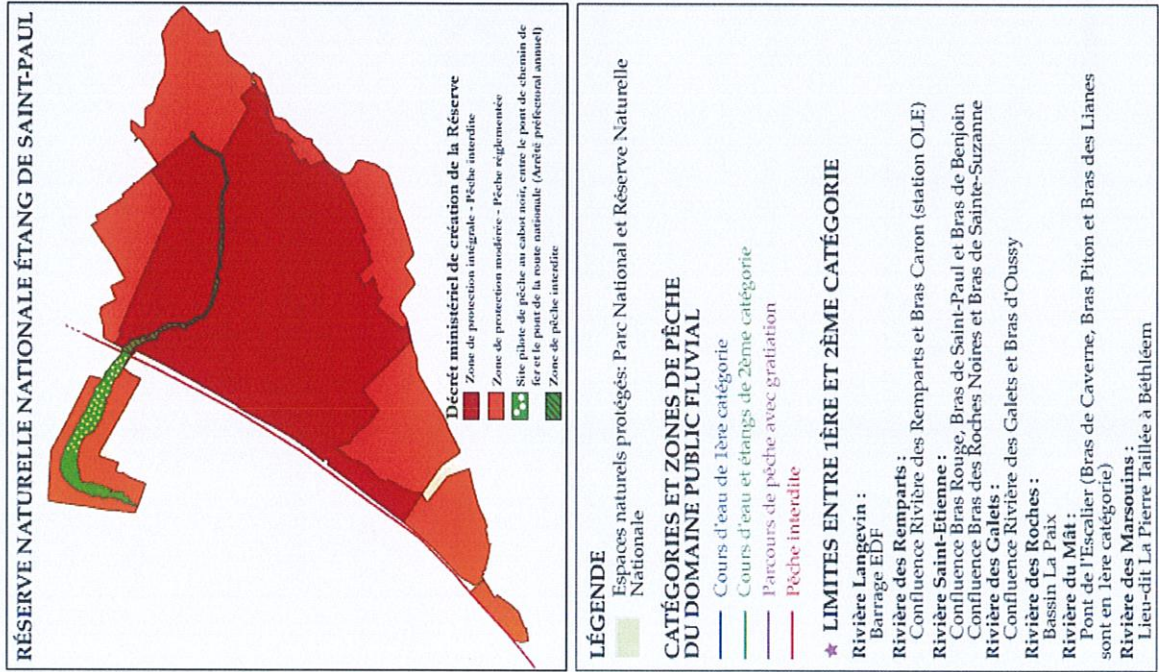 RÉSERVE NATURELLE NATIONALE ÉTANG DE SAINT-PAUL
Décrét ministériel de création de la Réserve
Zone de protection intégrale - Pêche interdite
Zone de protection modérée - Pêche réglementée
Site pilote de pêche au cabot noir, entre le pont de chemin de
fer et le pont de la route nationale (Arrêté préfectoral annuel)
Zone de pêche interdite
LÉGENDE
Espaces naturels protégés: Parc National et Réserve Naturelle
Nationale
CATÉGORIES ET ZONES DE PÊCHE
DU DOMAINE PUBLIC FLUVIAL
Cours d'eau de 1ère catégorie
Cours d'eau et étangs de 2ème catégorie
Parcours de pêche avec gratiation
Pêche interdite
★ LIMITES ENTRE 1ÈRE ET 2ÈME CATÉGORIE
Rivière Langevin :
Barrage EDF
Rivière des Remparts :
Confluence Rivière des Remparts et Bras Caron (station OLE)
Rivière Saint-Etienne :
Confluence Bras Rouge, Bras de Saint-Paul et Bras de Benjoin
Confluence Bras des Roches Noires et Bras de Sainte-Suzanne
Rivière des Galets :
Confluence Rivière des Galets et Bras d'Oussy
Rivière des Roches :
Bassin La Paix
Rivière du Mât :
Pont de l'Escalier (Bras de Caverne, Bras Piton et Bras des Lianes
sont en 1ère catégorie)
Rivière des Marsouins :
Lieu-dit La Pierre Taillée à Béthléem